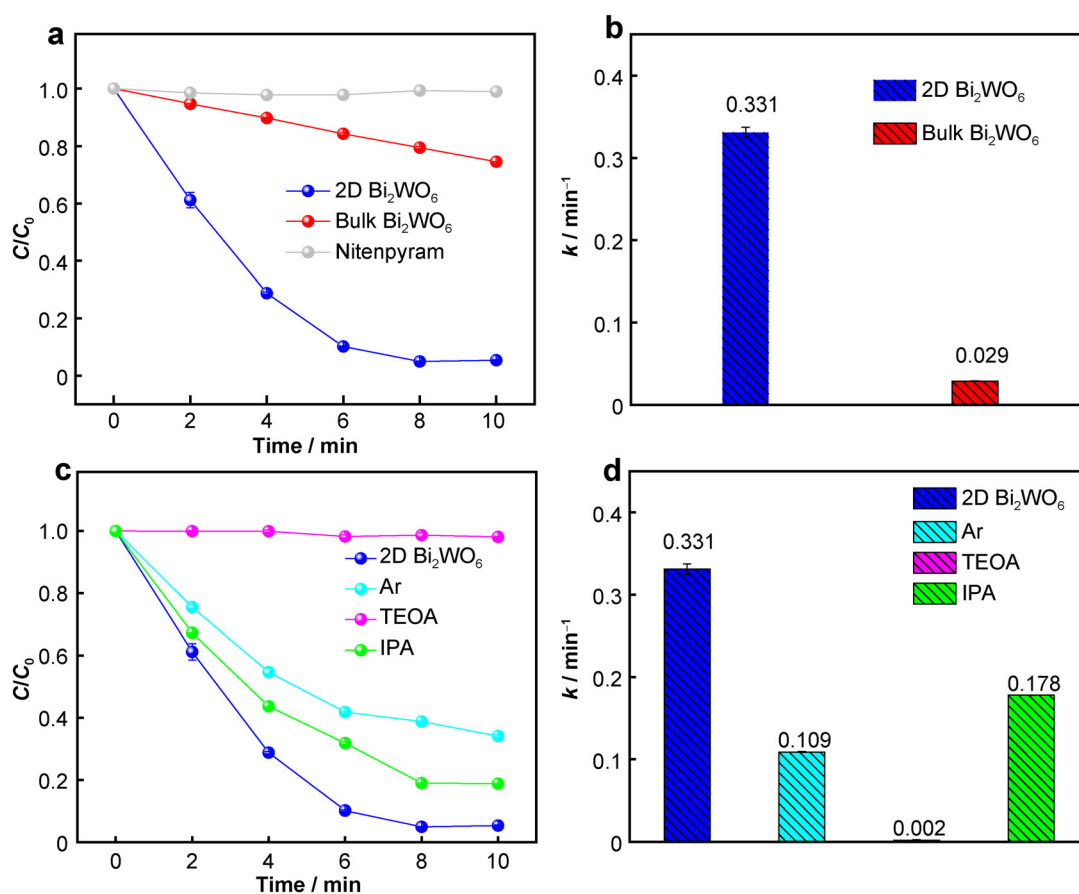 a
C/C₀
1.0
0.8
0.6
0.4
0.2
0
2D Bi₂WO₆
Bulk Bi₂WO₆
Nitenpyram
0 2 4 6 8 10
Time / min
b
k / min⁻¹
0.4
0.3
0.2
0.1
0
0.331
0.029
2D Bi₂WO₆
Bulk Bi₂WO₆
c
C/C₀
1.0
0.8
0.6
0.4
0.2
0
2D Bi₂WO₆
Ar
TEOA
IPA
0 2 4 6 8 10
Time / min
d
k / min⁻¹
0.4
0.3
0.2
0.1
0
0.331
0.109
0.002
0.178
2D Bi₂WO₆
Ar
TEOA
IPA